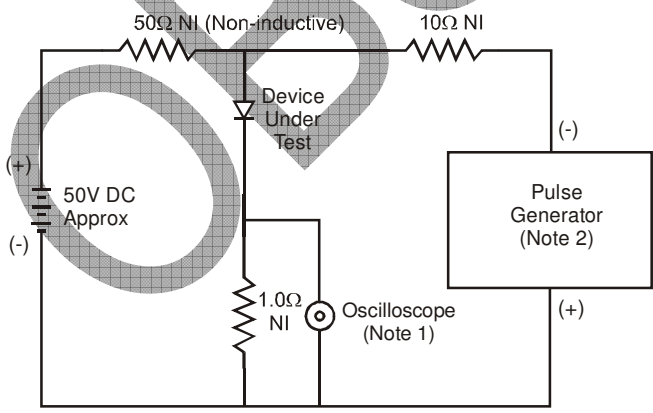 50Ω NI (Non-inductive)
10Ω NI
Device
Under
Test
(-)
(+)
50V DC
Approx
(-)
Pulse
Generator
(Note 2)
1.0Ω
NI
Oscilloscope
(Note 1)
(+)